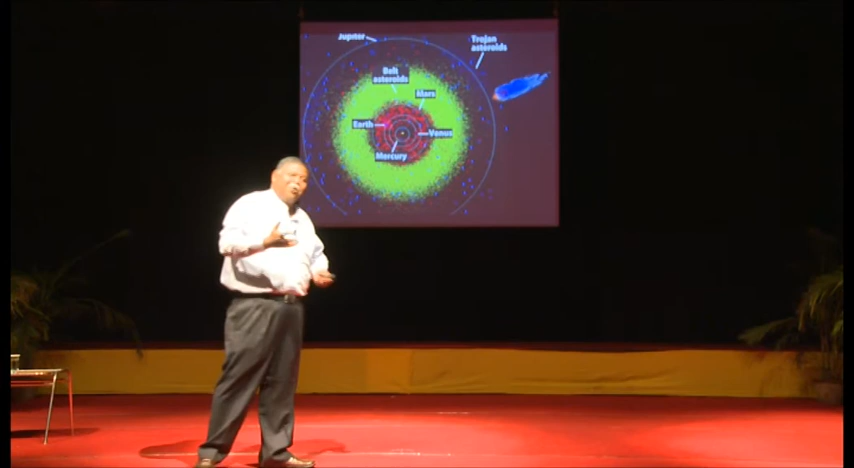 Jupiter
Trojan
asteroids
Belt
asteroids
Mars
Earth
Venus
Mercury